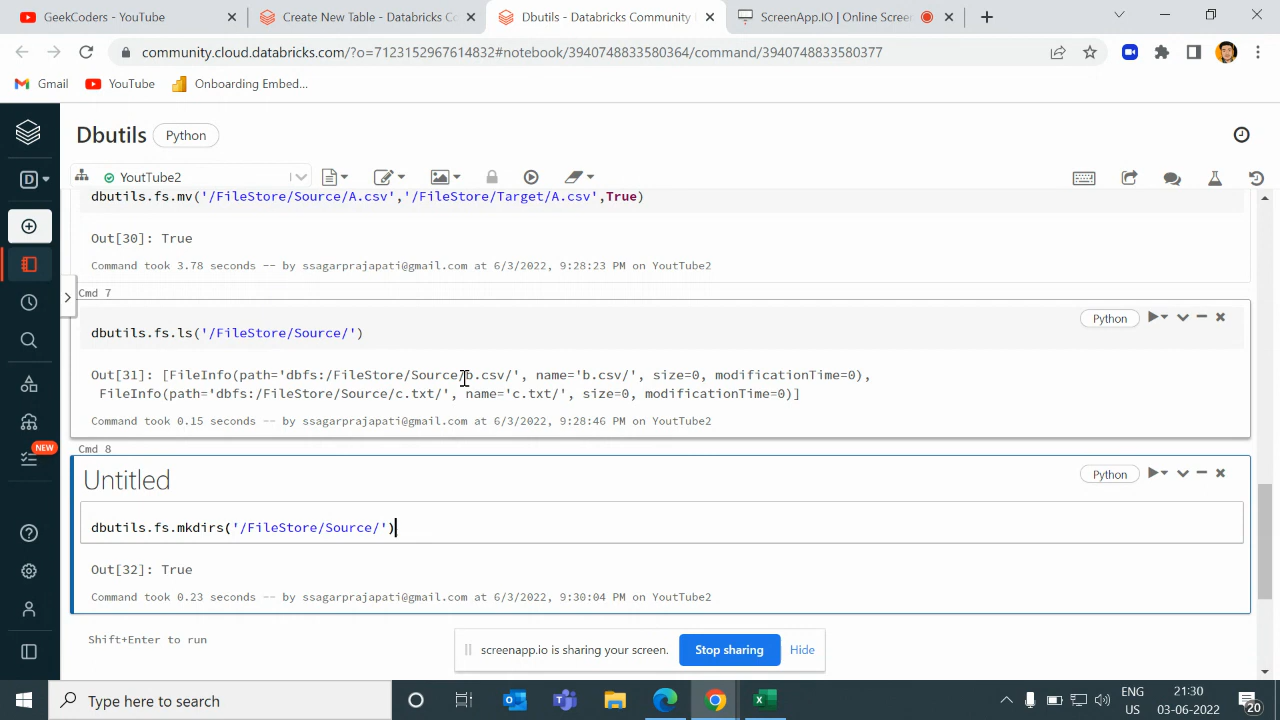 GeekCoders - YouTube
Create New Table - Databricks Co
Dbutils - Databricks Community
ScreenApp.IO | Online Scree
community.cloud.databricks.com/?o=7123152967614832#notebook/3940748833580364/command/3940748833580377
Gmail
YouTube
Onboarding Embed...
Dbutils
Python
D
YoutTube2
dbutils.fs.mv('/FileStore/Source/A.csv','/FileStore/Target/A.csv',True)
Out[30]: True
Command took 3.78 seconds -- by ssagarprajapati@gmail.com at 6/3/2022, 9:28:23 PM on YoutTube2
Cmd 7
dbutils.fs.ls('/FileStore/Source/')
Python
Out[31]: [FileInfo(path='dbfs:/FileStore/Source/b.csv/', name='b.csv/', size=0, modificationTime=0),
FileInfo(path='dbfs:/FileStore/Source/c.txt/', name='c.txt/', size=0, modificationTime=0)]
Command took 0.15 seconds -- by ssagarprajapati@gmail.com at 6/3/2022, 9:28:46 PM on YoutTube2
Cmd 8
NEW
Untitled
Python
dbutils.fs.mkdirs('/FileStore/Source/')
Out[32]: True
Command took 0.23 seconds -- by ssagarprajapati@gmail.com at 6/3/2022, 9:30:04 PM on YoutTube2
Shift+Enter to run
screenapp.io is sharing your screen.
Stop sharing
Hide
Type here to search
ENG
US
21:30
03-06-2022
20